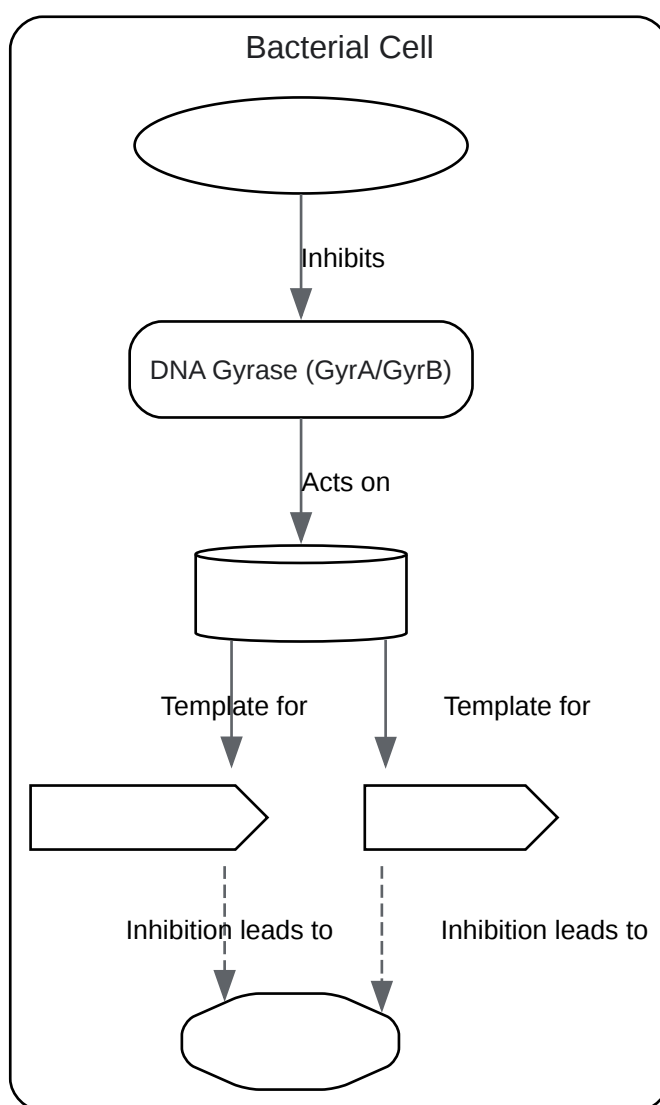 Bacterial Cell
Inhibits
DNA Gyrase (GyrA/GyrB)
Acts on
Template for
Template for
Inhibition leads to
Inhibition leads to